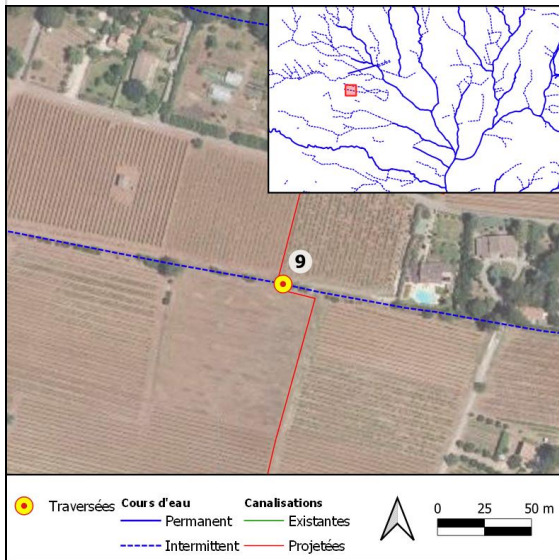 9
Traversées
Cours d'eau
Permanent
Intermittent
Canalisations
Existantes
Projetées
0 25 50 m